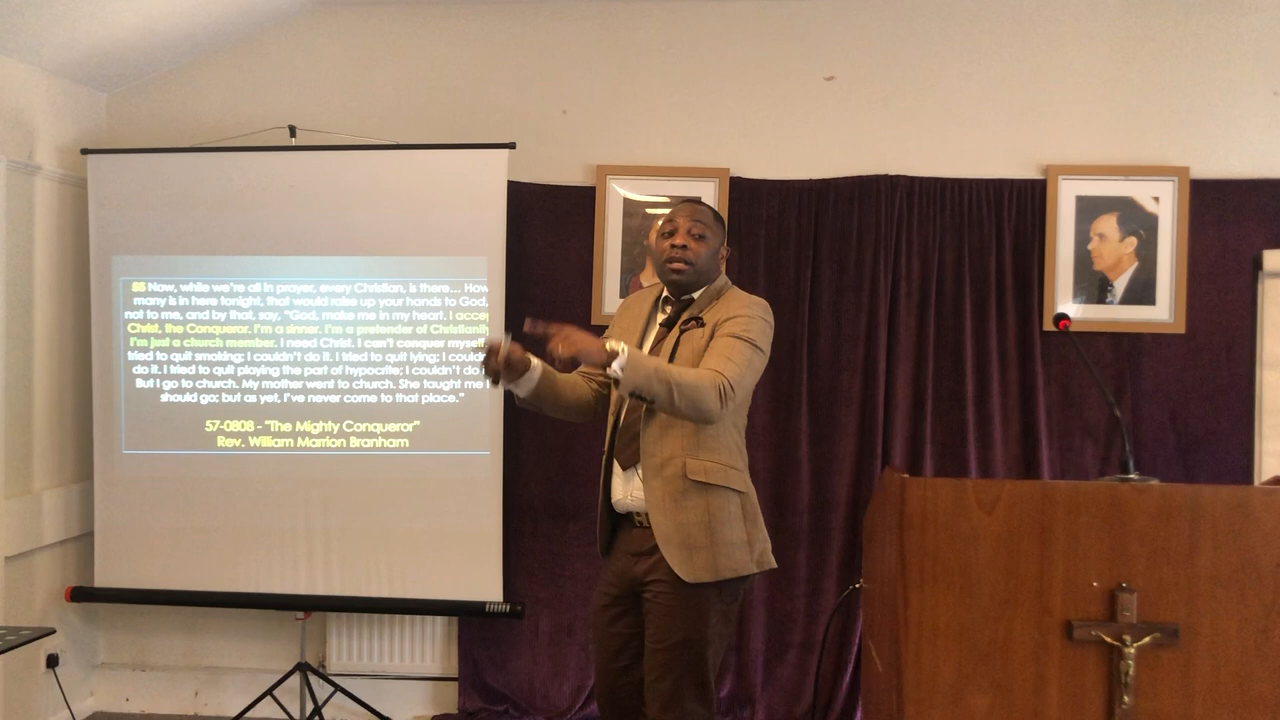 55 Now, while we're all in prayer, every Christian, is there... How
many is in here tonight, that would raise up your hands to God,
not to me, and by that, say, "God, make me in my heart. I accep
Christ, the Conqueror. I'm a sinner. I'm a pretender of Christianity
I'm just a church member. I need Christ. I can't conquer myself.
tried to quit smoking; I couldn't do it. I tried to quit lying; I couldn
do it. I tried to quit playing the part of hypocrite; I couldn't do
But I go to church. My mother went to church. She taught me I
should go; but as yet, I've never come to that place."
57-0808 - "The Mighty Conqueror"
Rev. William Marrion Branham